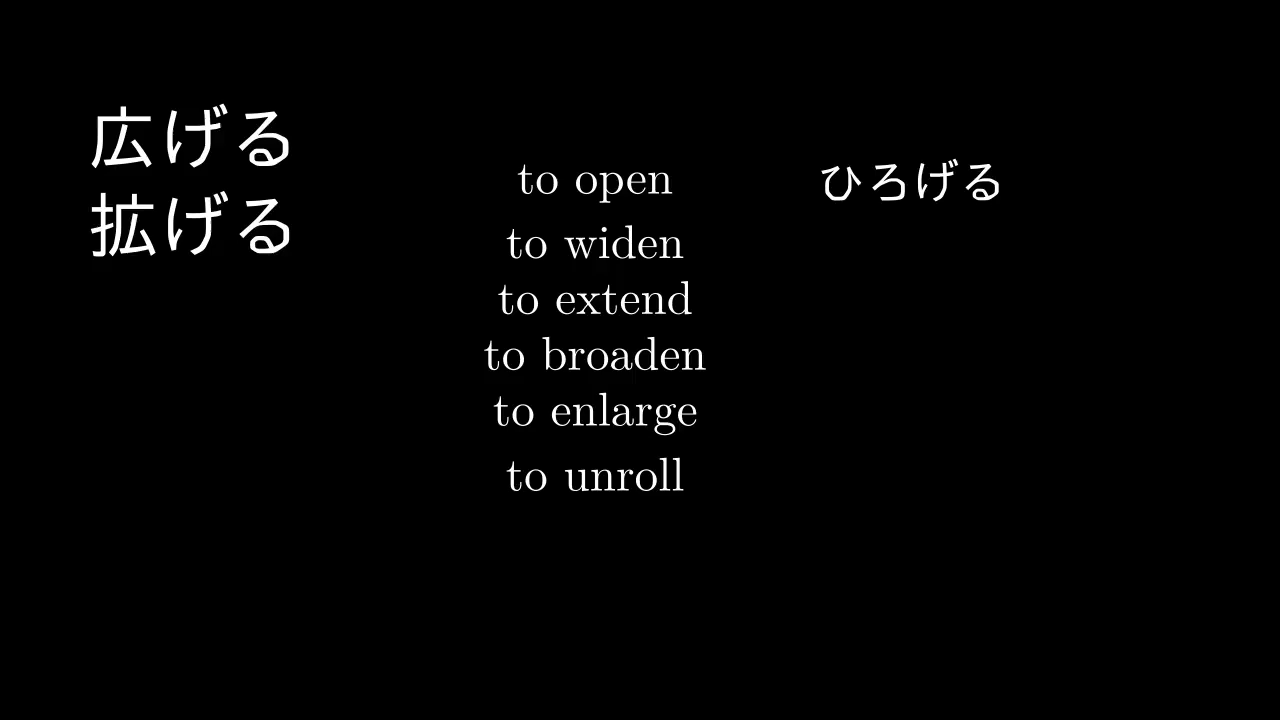 広げる
拡げる
to open
to widen
to extend
to broaden
to enlarge
to unroll
ひろげる